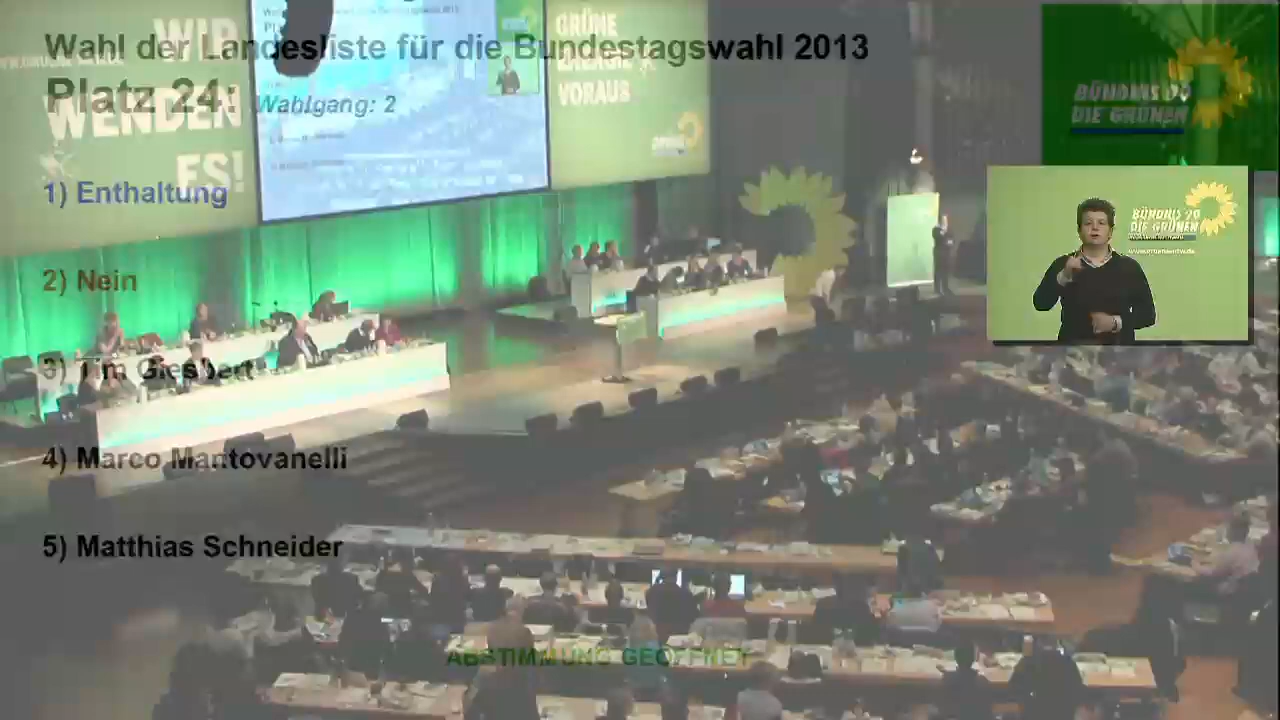 Wahl der Landesliste für die Bundestagswahl 2013
Platz 24: Wahlgang: 2
1) Enthaltung
2) Nein
3) Tim Giesbert
4) Marco Mantovanelli
5) Matthias Schneider
ABSTIMMUNG GEÖFFNET
WIR
WENDEN
ES!
GRÜNE
ENERGIE
VORAUS
BÜNDNIS 90
DIE GRÜNEN
BÜNDNIS 90
DIE GRÜNEN